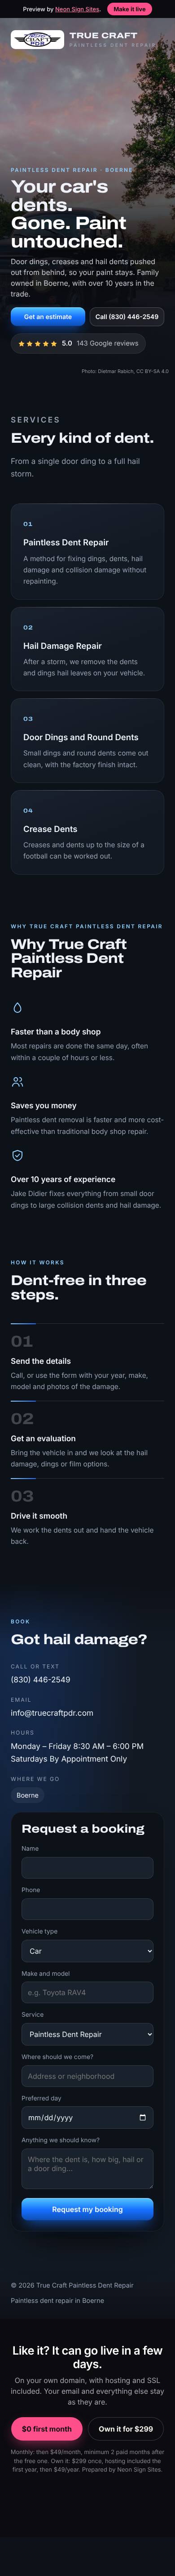 Preview by Neon Sign Sites. Make it live
TRUE CRAFT
PDR
TRUE CRAFT
PAINTLESS DENT REPAIR
PAINTLESS DENT REPAIR · BOERNE
Your car's
dents.
Gone. Paint
untouched.
Door dings, creases and hail dents pushed
out from behind, so your paint stays. Family
owned in Boerne, with over 10 years in the
trade.
Get an estimate
Call (830) 446-2549
★★★★★ 5.0 143 Google reviews
Photo: Dietmar Rabich, CC BY-SA 4.0
SERVICES
Every kind of dent.
From a single door ding to a full hail
storm.
01
Paintless Dent Repair
A method for fixing dings, dents, hail
damage and collision damage without
repainting.
02
Hail Damage Repair
After a storm, we remove the dents
and dings hail leaves on your vehicle.
03
Door Dings and Round Dents
Small dings and round dents come out
clean, with the factory finish intact.
04
Crease Dents
Creases and dents up to the size of a
football can be worked out.
WHY TRUE CRAFT PAINTLESS DENT REPAIR
Why True Craft
Paintless Dent
Repair
Faster than a body shop
Most repairs are done the same day, often
within a couple of hours or less.
Saves you money
Paintless dent removal is faster and more cost-
effective than traditional body shop repair.
Over 10 years of experience
Jake Didier fixes everything from small door
dings to large collision dents and hail damage.
HOW IT WORKS
Dent-free in three
steps.
01
Send the details
Call, or use the form with your year, make,
model and photos of the damage.
02
Get an evaluation
Bring the vehicle in and we look at the hail
damage, dings or film options.
03
Drive it smooth
We work the dents out and hand the vehicle
back.
BOOK
Got hail damage?
CALL OR TEXT
(830) 446-2549
EMAIL
info@truecraftpdr.com
HOURS
Monday – Friday 8:30 AM – 6:00 PM
Saturdays By Appointment Only
WHERE WE GO
Boerne
Request a booking
Name
Phone
Vehicle type
Car
Make and model
e.g. Toyota RAV4
Service
Paintless Dent Repair
Where should we come?
Address or neighborhood
Preferred day
mm/dd/yyyy
Anything we should know?
Where the dent is, how big, hail or
a door ding...
Request my booking
© 2026 True Craft Paintless Dent Repair
Paintless dent repair in Boerne
Like it? It can go live in a few
days.
On your own domain, with hosting and SSL
included. Your email and everything else stay
as they are.
$0 first month
Own it for $299
Monthly: then $49/month, minimum 2 paid months after
the free one. Own it: $299 once, hosting included the
first year, then $49/year. Prepared by Neon Sign Sites.